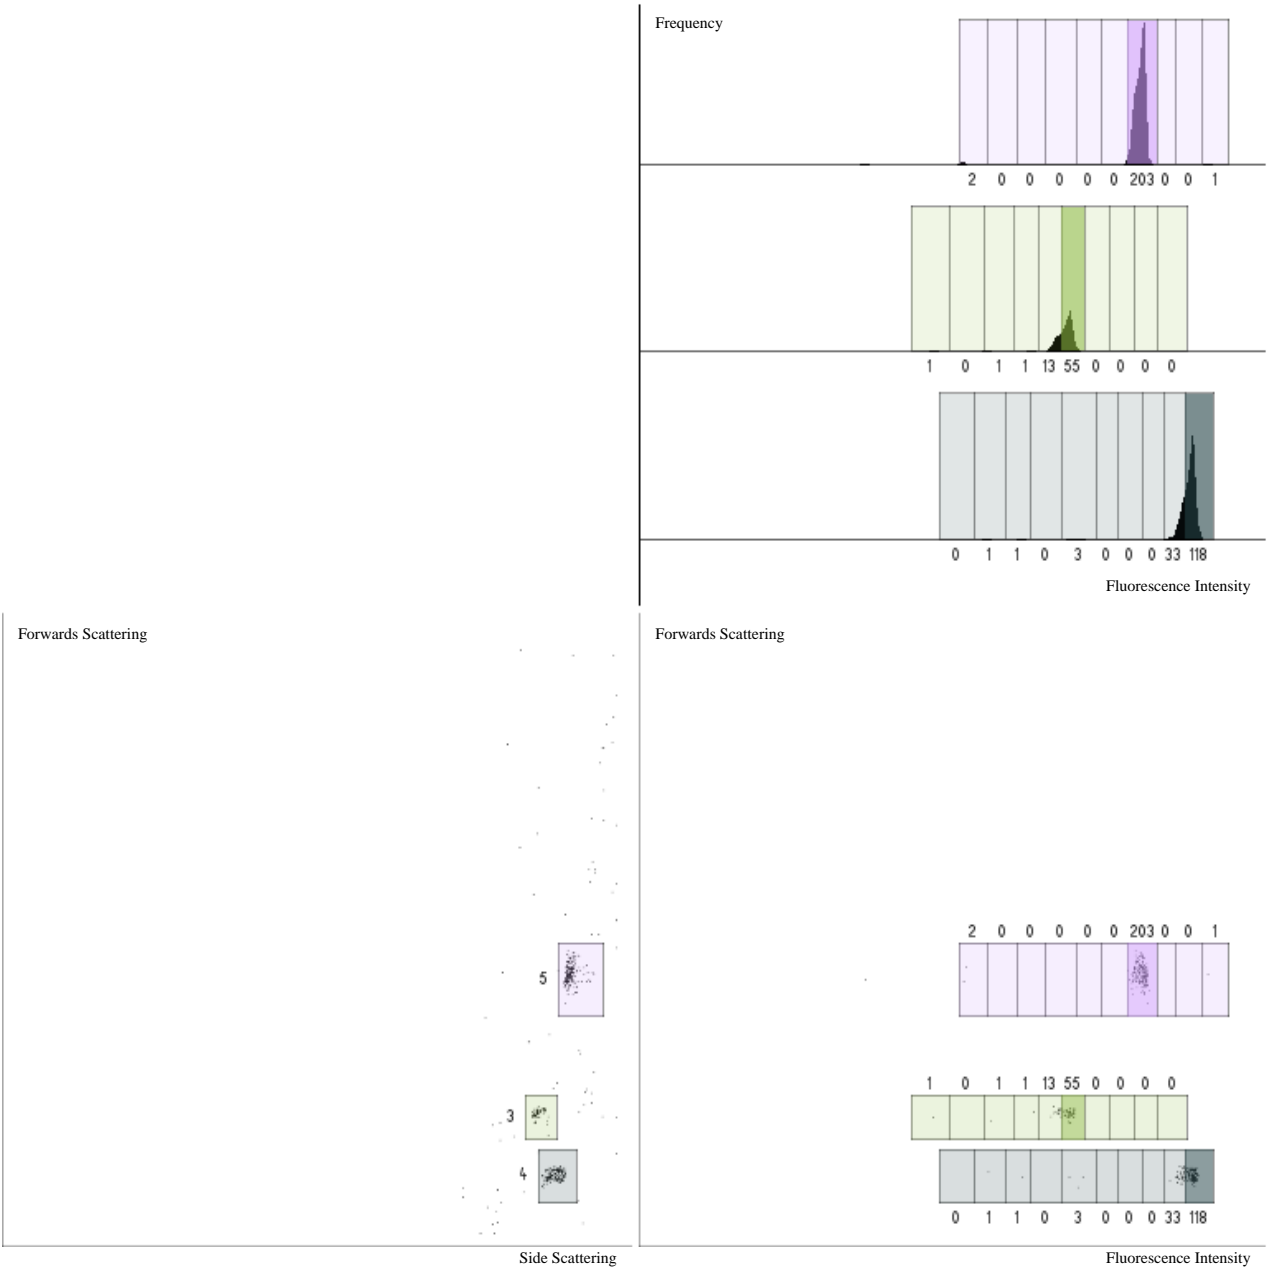 Frequency
2 0 0 0 0 0 203 0 0 1
1 0 1 1 13 55 0 0 0 0
0 1 1 0 3 0 0 0 33 118
Fluorescence Intensity
Forwards Scattering
5
3
4
Side Scattering
Forwards Scattering
2 0 0 0 0 0 203 0 0 1
1 0 1 1 13 55 0 0 0 0
0 1 1 0 3 0 0 0 33 118
Fluorescence Intensity